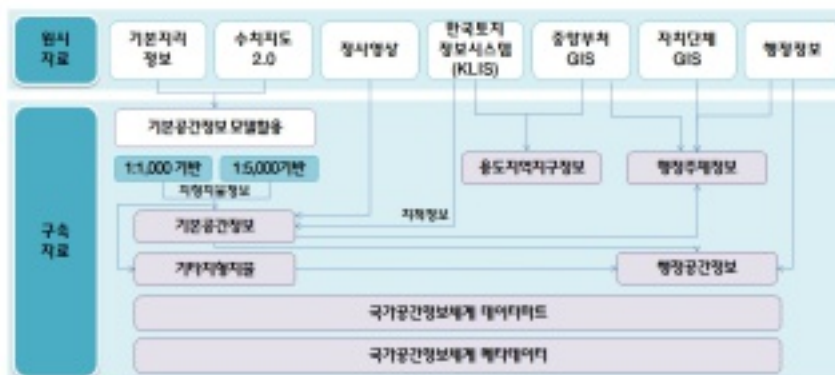 원시
자료
기본지리
정보
수치지도
2.0
정사영상
한국토지
정보시스템
(KLIS)
중앙부처
GIS
자치단체
GIS
행정정보
구축
자료
기본공간정보 모델활용
1:1,000 기반
1:5,000기반
지형지물정보
용도지역지구정보
행정주제정보
지적정보
기본공간정보
기타지형지물
행정공간정보
국가공간정보체계 데이터마트
국가공간정보체계 메타데이터